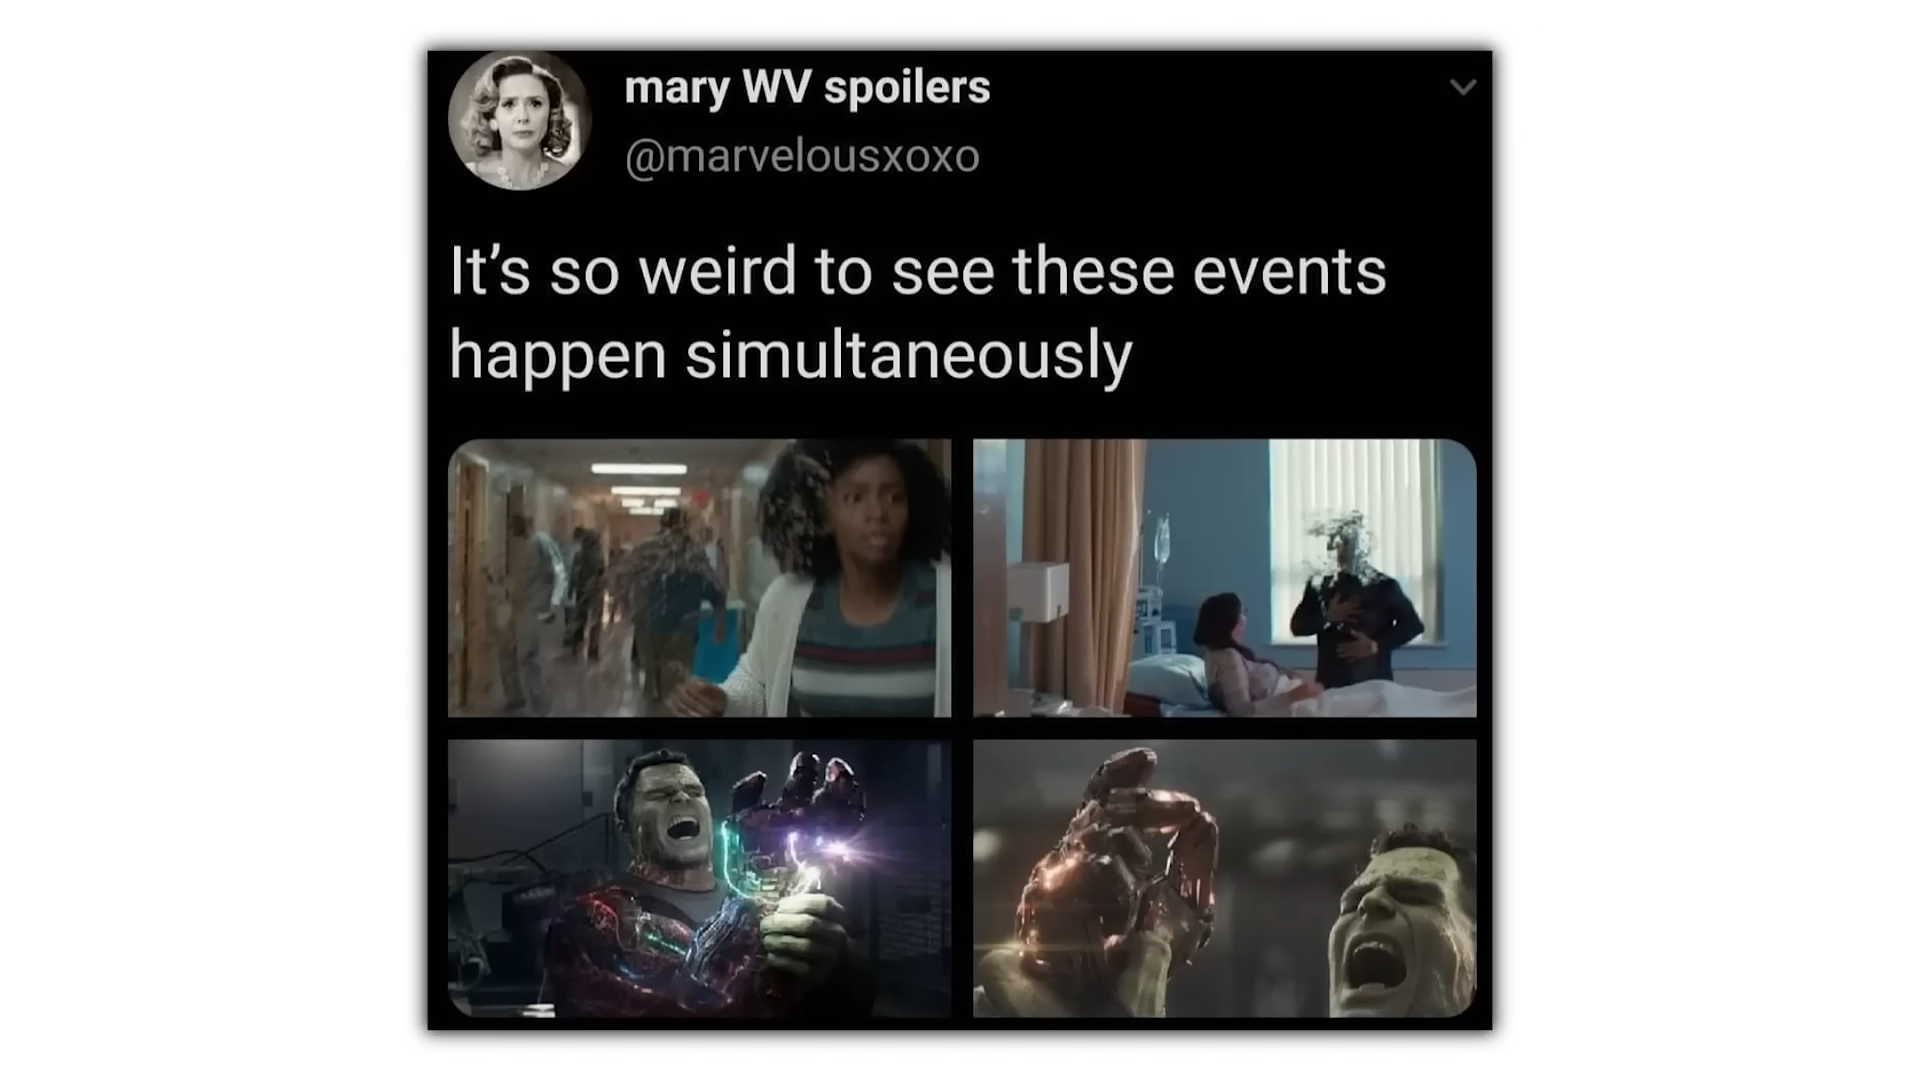 mary WV spoilers
@marvelousxoxo
It’s so weird to see these events
happen simultaneously